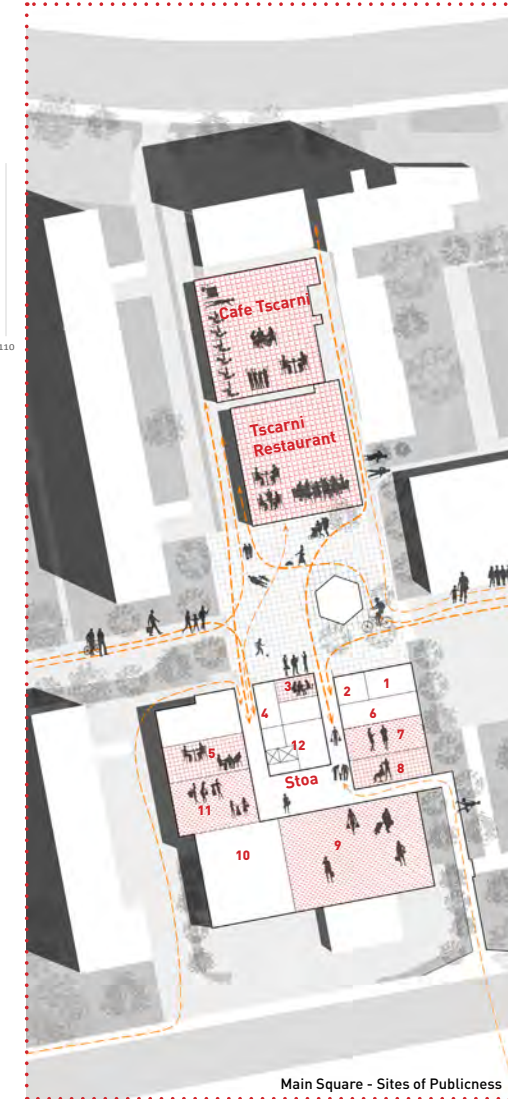 110
Cafe Tscarni
Tscarni
Restaurant
3
2
1
4
6
5
12
7
8
Stoa
11
10
9
Main Square - Sites of Publicness